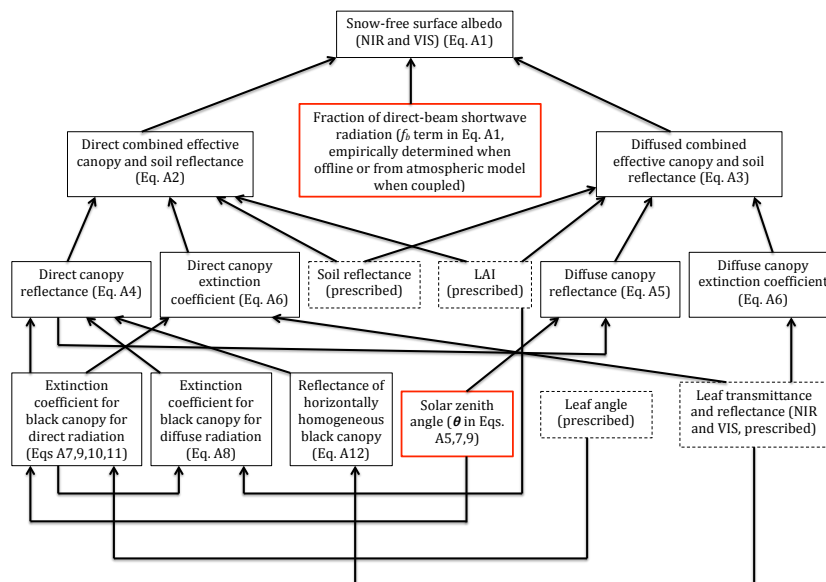 Snow-free surface albedo
(NIR and VIS) (Eq. A1)
Fraction of direct-beam shortwave
radiation (fb term in Eq. A1,
empirically determined when
offline or from atmospheric model
when coupled)
Direct combined effective
canopy and soil reflectance
(Eq. A2)
Diffused combined
effective canopy and soil
reflectance (Eq. A3)
Direct canopy
reflectance (Eq. A4)
Direct canopy
extinction
coefficient (Eq. A6)
Soil reflectance
(prescribed)
LAI
(prescribed)
Diffuse canopy
reflectance (Eq. A5)
Diffuse canopy
extinction coefficient
(Eq. A6)
Extinction
coefficient for
black canopy for
direct radiation
(Eqs A7,9,10,11)
Extinction
coefficient for
black canopy for
diffuse radiation
(Eq. A8)
Reflectance of
horizontally
homogeneous
black canopy
(Eq. A12)
Solar zenith
angle (θ in Eqs.
A5,7,9)
Leaf angle
(prescribed)
Leaf transmittance
and reflectance (NIR
and VIS, prescribed)